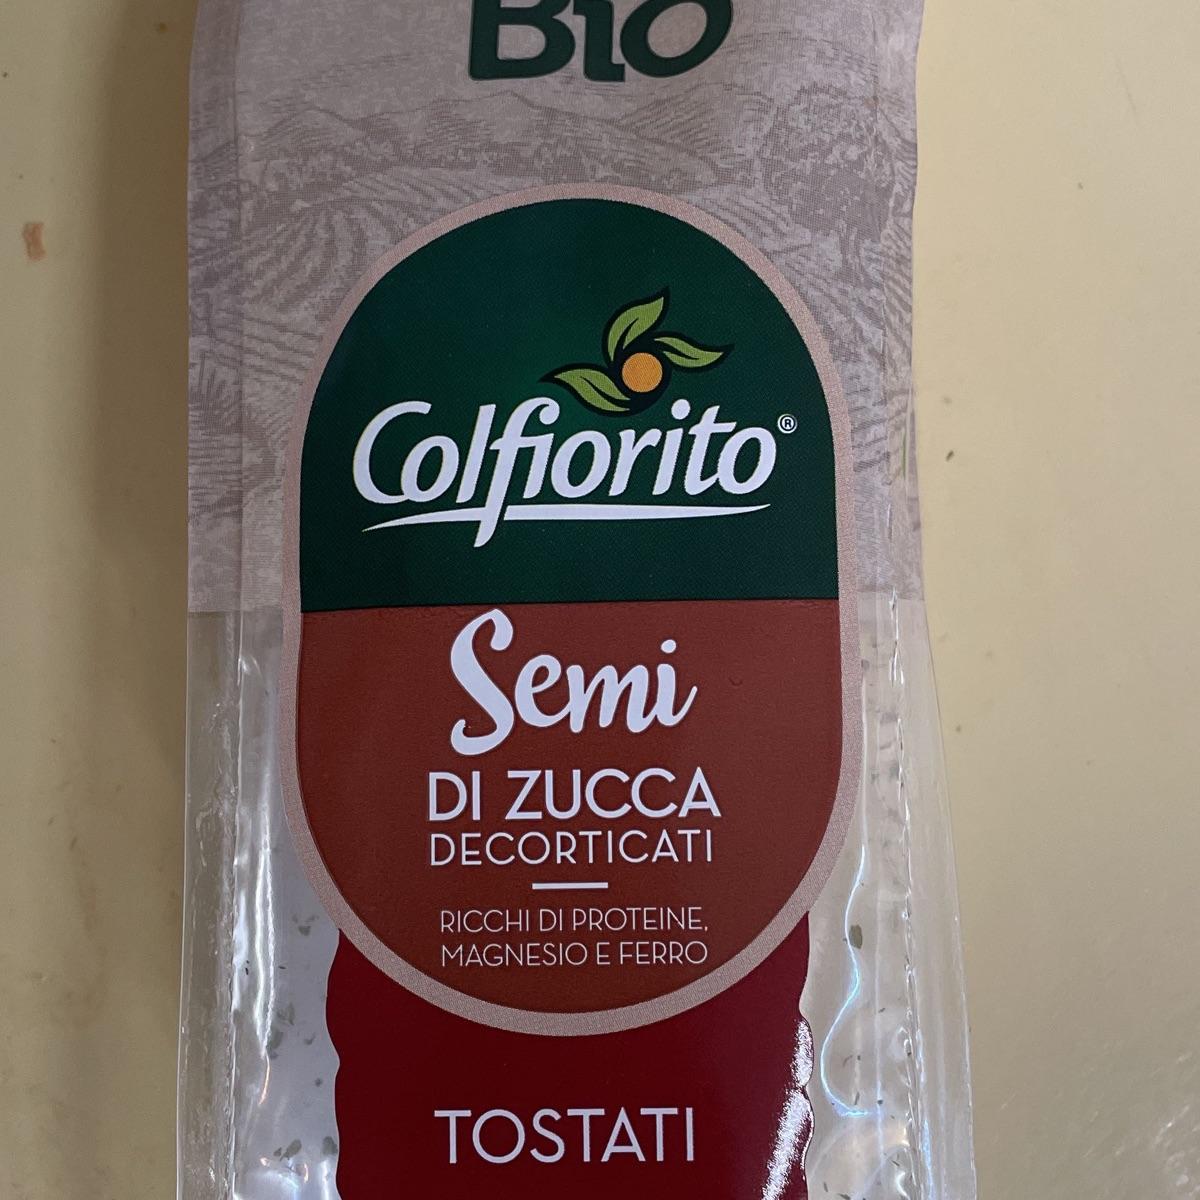 Bio
Colfiorito®
Semi
DI ZUCCA
DECORTICATI
RICCHI DI PROTEINE,
MAGNESIO E FERRO
TOSTATI